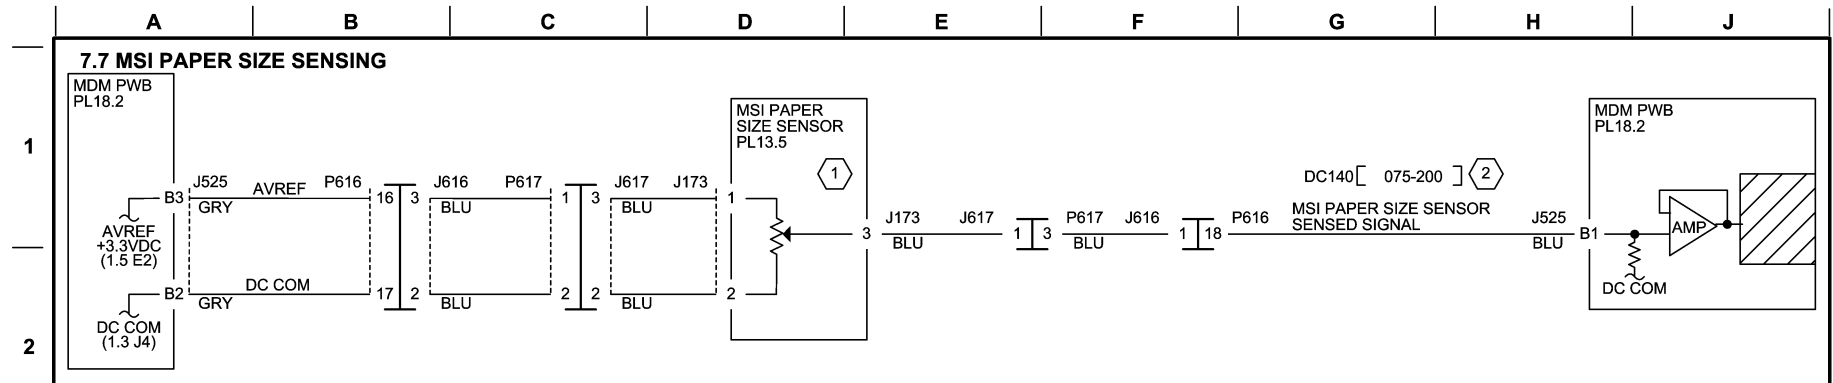 A B C D E F G H J
7.7 MSI PAPER SIZE SENSING
1
2
MDM PWB
PL18.2
B3
AVREF
+3.3VDC
(1.5 E2)
B2
DC COM
(1.3 J4)
J525 AVREF P616
GRY
16 3
J616 P617
BLU
1 3
J617 J173
BLU
1
DC COM
GRY
17 2
BLU
2 2
BLU
2
MSI PAPER
SIZE SENSOR
PL13.5
1
3
J173 J617
BLU
1 3
P617 J616
BLU
1 18
P616
MSI PAPER SIZE SENSOR
SENSED SIGNAL
DC140[ 075-200 ] 2
J525
BLU
B1
MDM PWB
PL18.2
AMP
DC COM